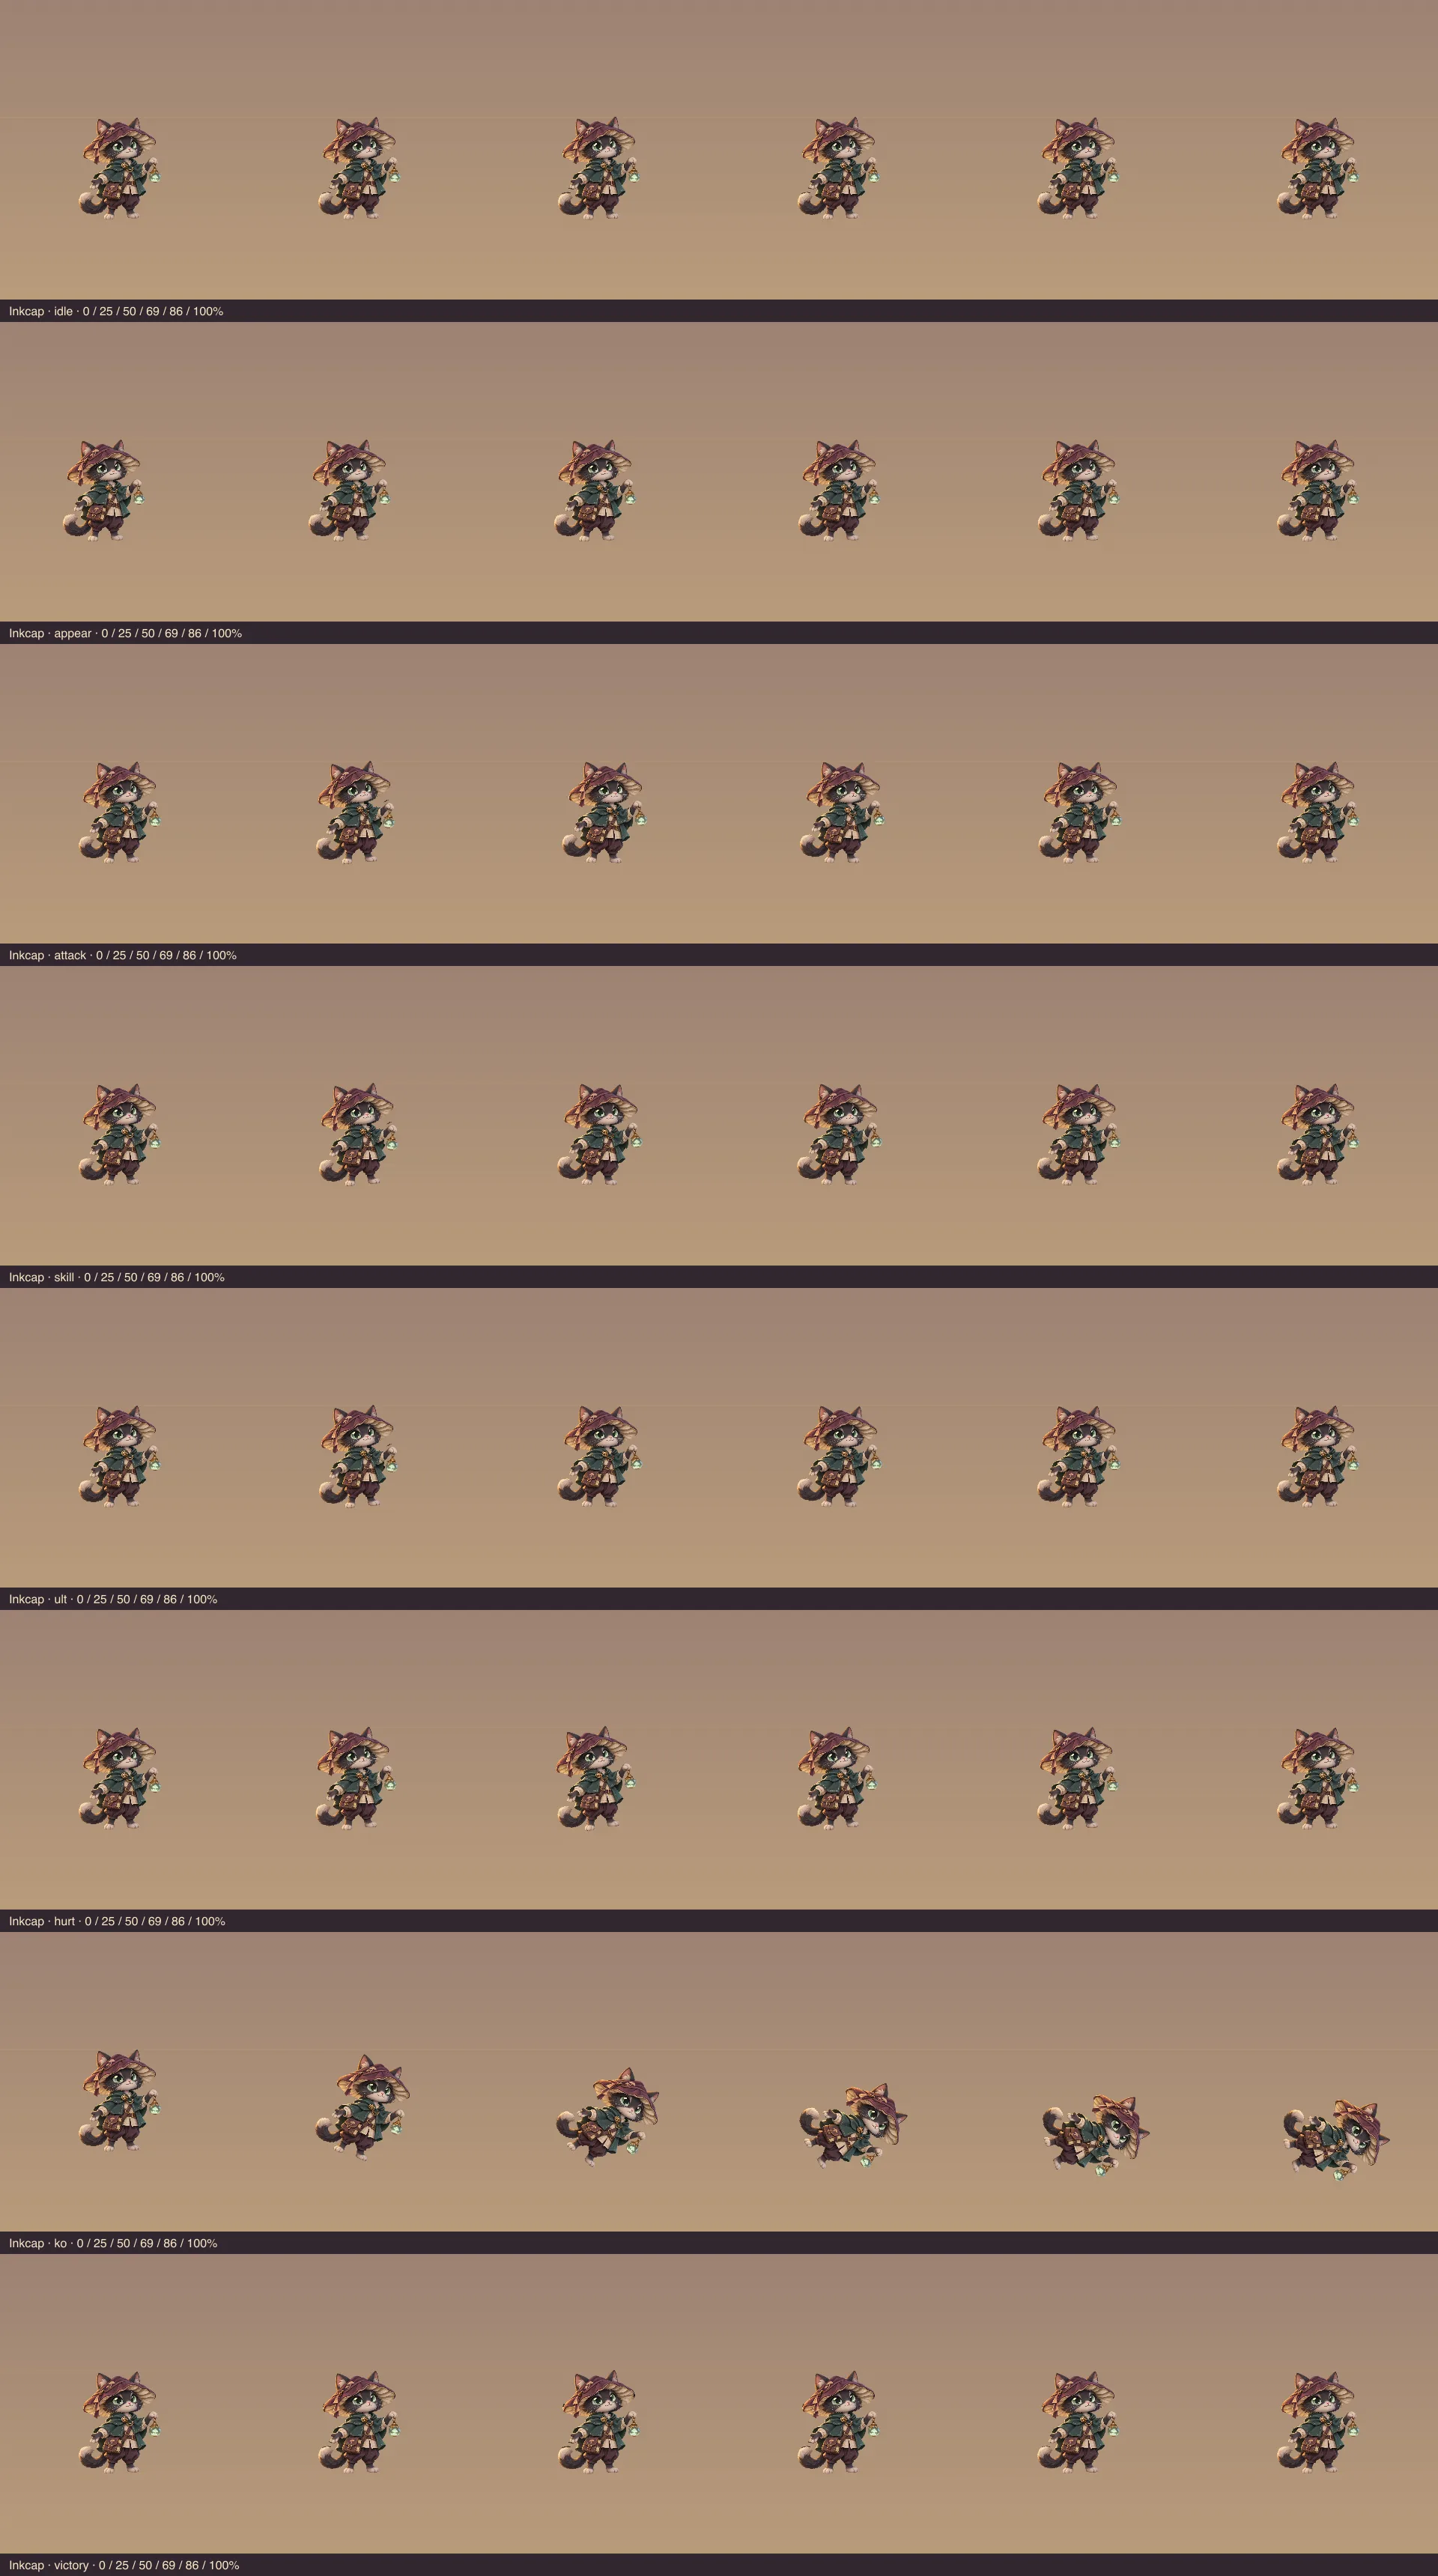 Inkcap · idle · 0 / 25 / 50 / 69 / 86 / 100%
Inkcap · appear · 0 / 25 / 50 / 69 / 86 / 100%
Inkcap · attack · 0 / 25 / 50 / 69 / 86 / 100%
Inkcap · skill · 0 / 25 / 50 / 69 / 86 / 100%
Inkcap · ult · 0 / 25 / 50 / 69 / 86 / 100%
Inkcap · hurt · 0 / 25 / 50 / 69 / 86 / 100%
Inkcap · ko · 0 / 25 / 50 / 69 / 86 / 100%
Inkcap · victory · 0 / 25 / 50 / 69 / 86 / 100%